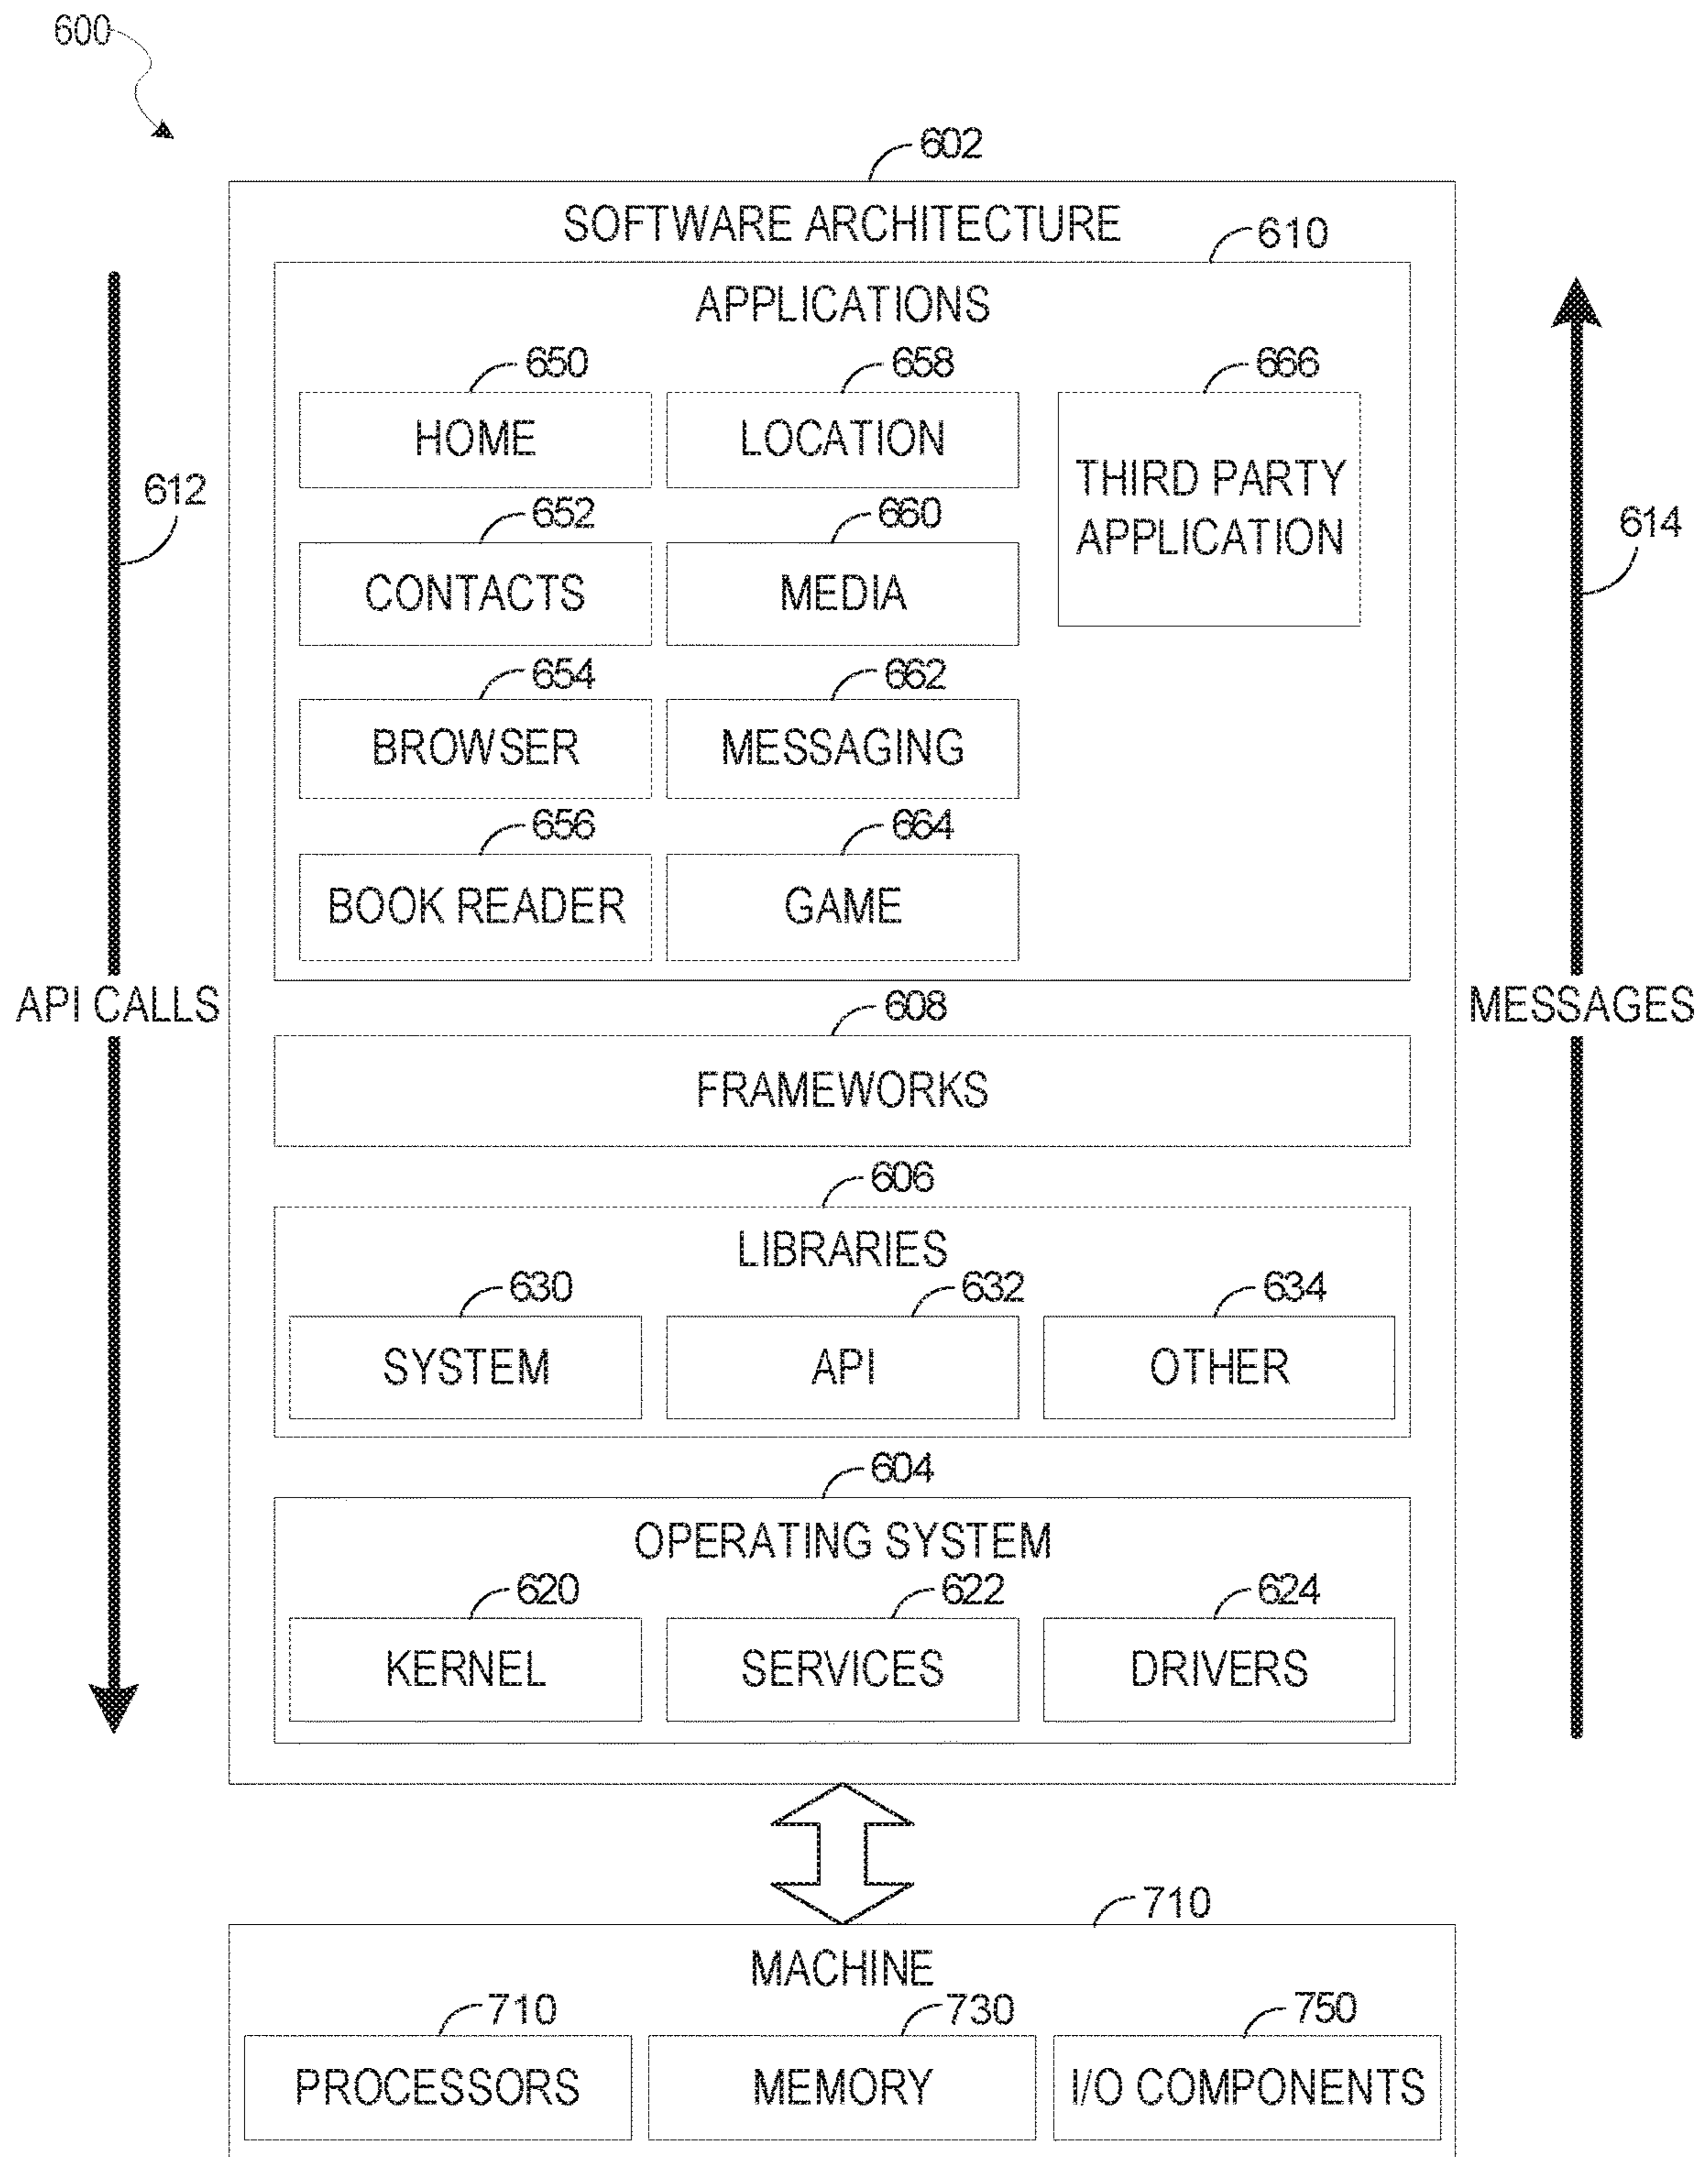 600
602
SOFTWARE ARCHITECTURE
610
APPLICATIONS
650
658
666
HOME
LOCATION
THIRD PARTY
APPLICATION
612
614
652
660
CONTACTS
MEDIA
654
662
BROWSER
MESSAGING
656
664
BOOK READER
GAME
API CALLS
MESSAGES
608
FRAMEWORKS
606
LIBRARIES
630
632
634
SYSTEM
API
OTHER
604
OPERATING SYSTEM
620
622
624
KERNEL
SERVICES
DRIVERS
710
MACHINE
710
730
750
PROCESSORS
MEMORY
I/O COMPONENTS